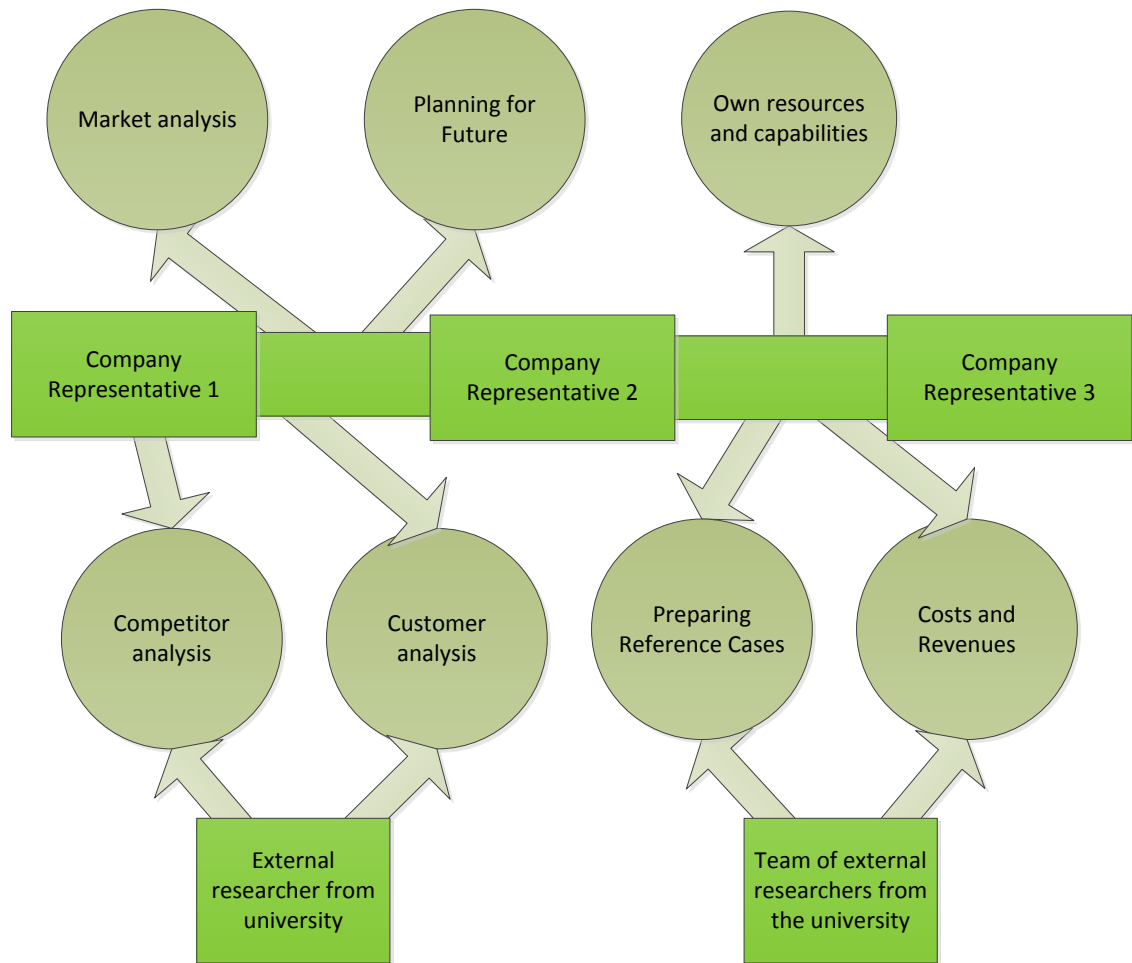 Market analysis
Planning for
Future
Own resources
and capabilities
Company
Representative 1
Company
Representative 2
Company
Representative 3
Competitor
analysis
Customer
analysis
Preparing
Reference Cases
Costs and
Revenues
External
researcher from
university
Team of external
researchers from
the university